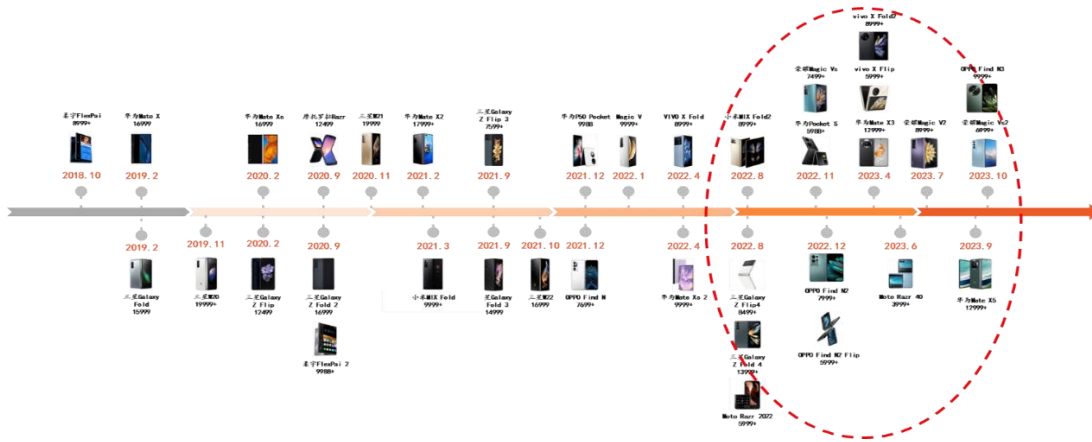 柔宇FlexPai
8999+
2018.10
华为Mate X
16999
2019.2
华为Mate Xs
16999
2020.2
摩托罗拉Razr
12499
2020.9
三星M21
19999
2020.11
华为Mate X2
17999+
2021.2
三星Galaxy
Z Flip 3
7599+
2021.9
华为P50 Pocket
9988
2021.12
Magic V
9999+
2022.1
VIVO X Fold
8999+
2022.4
小米MIX Fold2
8999+
2022.8
荣耀Magic Vs
7499+
华为Pocket S
5988+
2022.11
vivo X Fold2
8999+
vivo X Flip
5999+
华为Mate X3
12999+
2023.4
荣耀Magic V2
8999+
2023.7
OPPO Find N3
9999+
荣耀Magic Vs2
6999+
2023.10
2019.2
三星Galaxy
Fold
15999
2019.11
三星M20
19999+
2020.2
三星Galaxy
Z Flip
12499
2020.9
三星Galaxy
Z Fold 2
16999
柔宇FlexPai 2
9988+
2021.3
小米MIX Fold
9999+
2021.9
三星Galaxy
Fold 3
14999
2021.10
三星M22
16999
2021.12
OPPO Find N
7699+
2022.4
华为Mate Xs 2
9999+
2022.8
三星Galaxy
Z Flip4
8499+
三星Galaxy
Z Fold 4
13999+
Moto Razr 2022
5999+
2022.12
OPPO Find N2
7999+
OPPO Find N2 Flip
5999+
2023.6
Moto Razr 40
3999+
2023.9
华为Mate X5
12999+